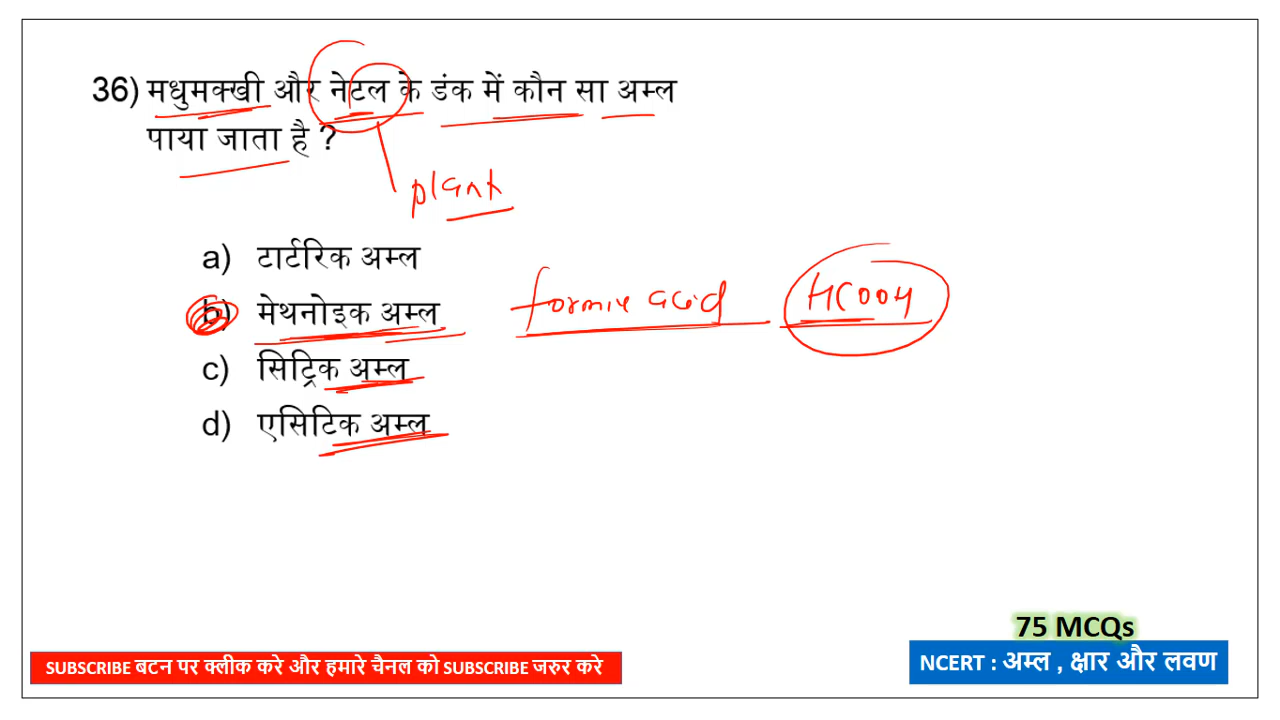 36) मधुमक्खी और नेटल के डंक में कौन सा अम्ल
पाया जाता है ?
plant
a) टार्टरिक अम्ल
b) मेथनोइक अम्ल formic acid HCOOH
c) सिट्रिक अम्ल
d) एसिटिक अम्ल
75 MCQs
SUBSCRIBE बटन पर क्लीक करे और हमारे चैनल को SUBSCRIBE जरुर करे
NCERT : अम्ल , क्षार और लवण